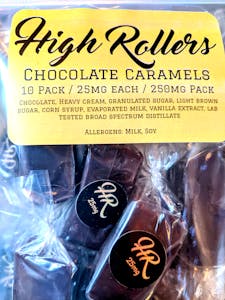 High Rollers
Chocolate Caramels
10 Pack / 25mg each / 250mg Pack
Chocolate, Heavy cream, granulated sugar, light brown
sugar, corn syrup, evaporated milk, vanilla extract, lab
tested broad spectrum distillate
Allergens: Milk, Soy
HR
25mg
HR
25mg